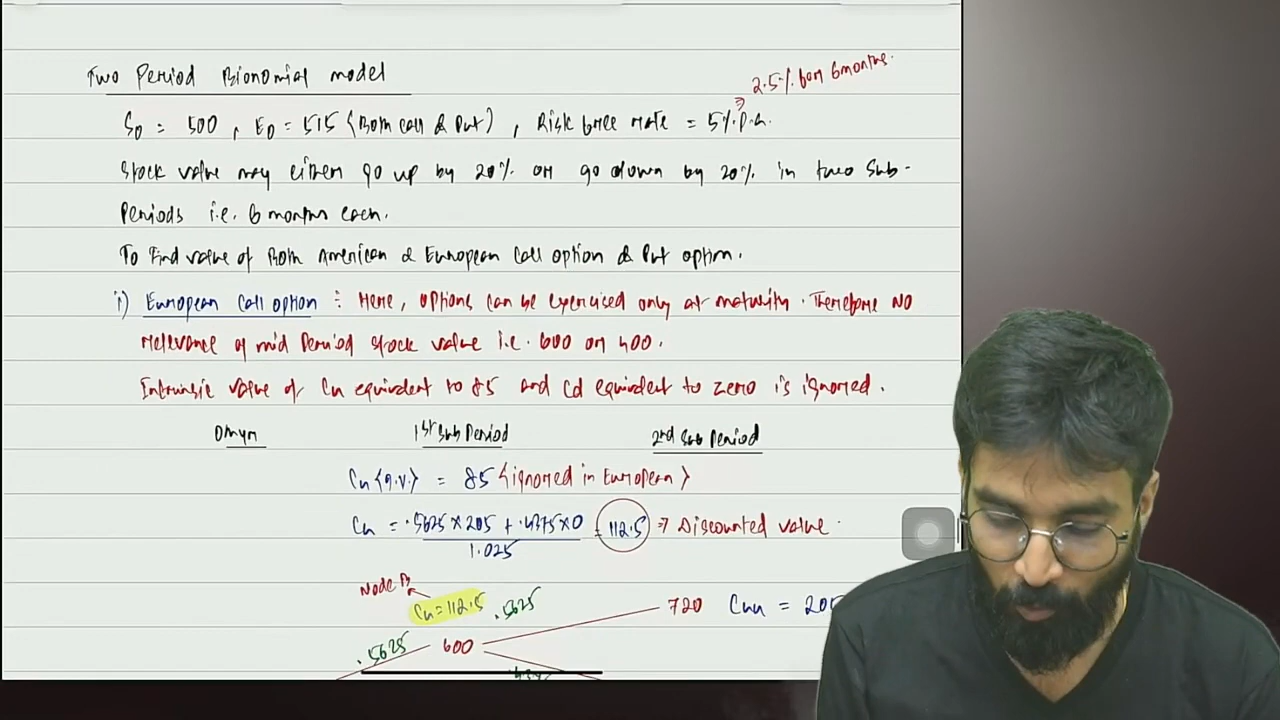 Two Period Bionomial model
2.5% for 6 months.
S0 = 500, E0 = 515 (Both call & Put), Risk free rate = 5% P.a.
Stock value may either go up by 20% or go down by 20% in two Sub-
Periods i.e. 6 months each.
To Find value of Both American & European Call option & Put option.
i) European Call option : Here, options can be exercised only at maturity. Therefore NO
relevance of mid Period stock value i.e. 600 or 400.
Intrinsic value of Cu equivalent to 85 and Cd equivalent to zero is ignored.
1st Sub Period 2nd Sub Period
= 85 {ignored in European}
Cu = .5625 x 205 + .4375 x 0 = 112.5 ⇒ Discounted value.
1.025
Node B
Cu = 112.5 .5625 720 Cuu = 205
.5625 600